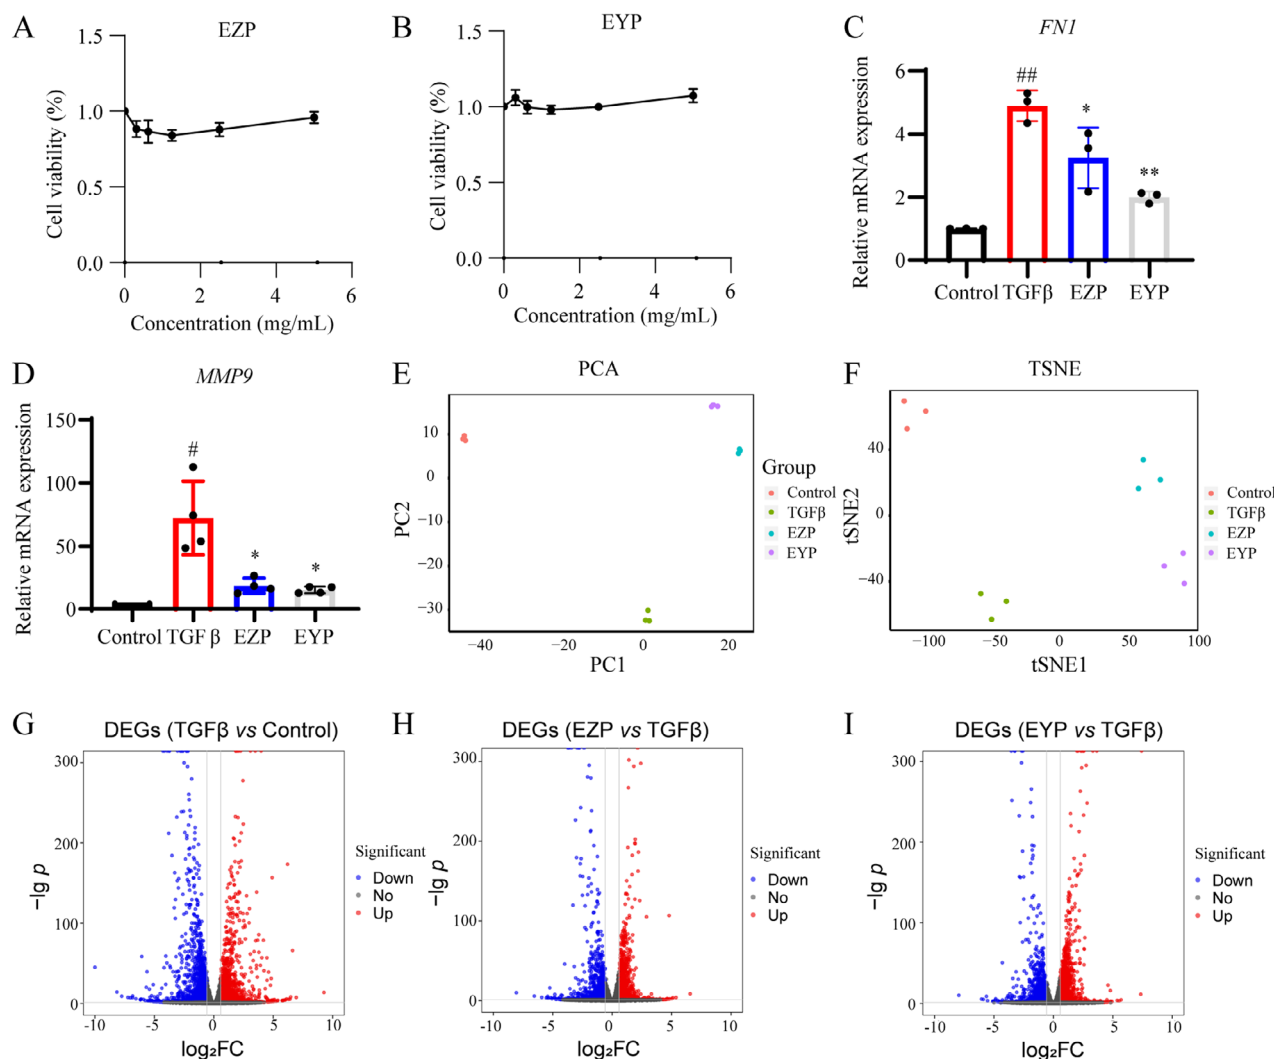 A
EZP
Cell viability (%)
1.5
1.0
0.5
0.0
0 2 4 6
Concentration (mg/mL)
B
EYP
Cell viability (%)
1.5
1.0
0.5
0.0
0 2 4 6
Concentration (mg/mL)
C
FN1
Relative mRNA expression
6
4
2
0
##
*
**
Control TGFβ EZP EYP
D
MMP9
Relative mRNA expression
150
100
50
0
#
*
*
Control TGF β EZP EYP
E
PCA
PC2
10
0
−10
−20
−30
−40 −20 0 20
PC1
Group
Control
TGFβ
EZP
EYP
F
TSNE
tSNE2
40
0
−40
−100 −50 0 50 100
tSNE1
Control
TGFβ
EZP
EYP
G
DEGs (TGFβ vs Control)
−lg p
300
200
100
0
-10 -5 0 5 10
log₂FC
Significant
Down
No
Up
H
DEGs (EZP vs TGFβ)
−lg p
300
200
100
0
-10 -5 0 5 10
log₂FC
Significant
Down
No
Up
I
DEGs (EYP vs TGFβ)
−lg p
300
200
100
0
-10 -5 0 5 10
log₂FC
Significant
Down
No
Up